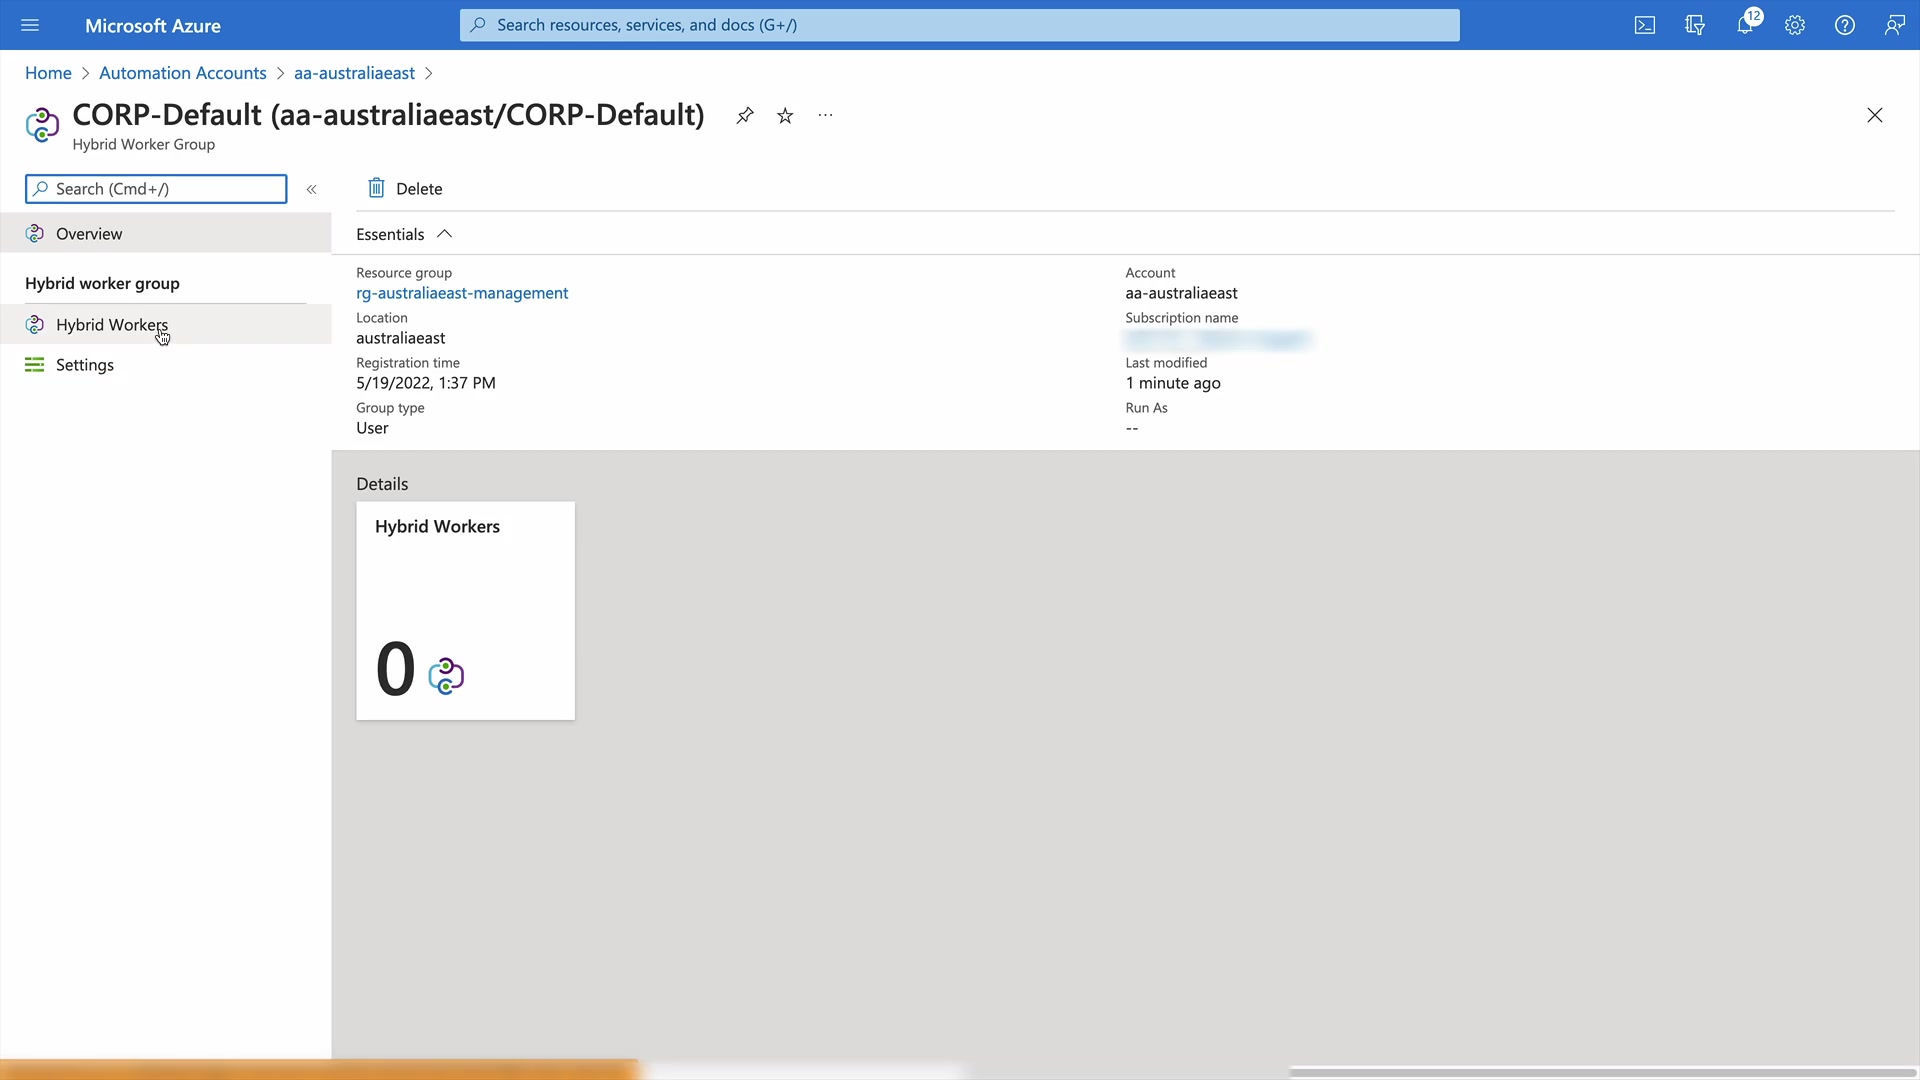 Microsoft Azure
Search resources, services, and docs (G+/)
12
Home > Automation Accounts > aa-australiaeast >
CORP-Default (aa-australiaeast/CORP-Default)
Hybrid Worker Group
Search (Cmd+/)
Delete
Overview
Essentials
Hybrid worker group
Hybrid Workers
Settings
Resource group
rg-australiaeast-management
Location
australiaeast
Registration time
5/19/2022, 1:37 PM
Group type
User
Account
aa-australiaeast
Subscription name
Last modified
1 minute ago
Run As
--
Details
Hybrid Workers
0